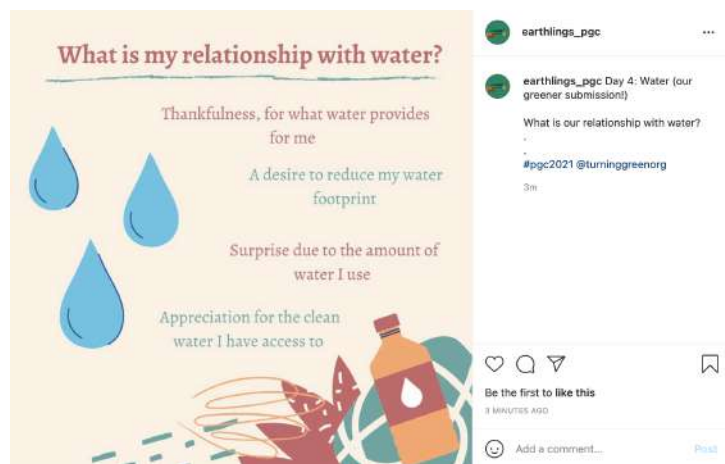 What is my relationship with water?
Thankfulness, for what water provides
for me
A desire to reduce my water
footprint
Surprise due to the amount of
water I use
Appreciation for the clean
water I have access to
earthlings_pgc
...
earthlings_pgc Day 4: Water (our
greener submission!)
What is our relationship with water?
.
.
#pgc2021 @turninggreenorg
3m
Be the first to like this
3 MINUTES AGO
Add a comment...
Post